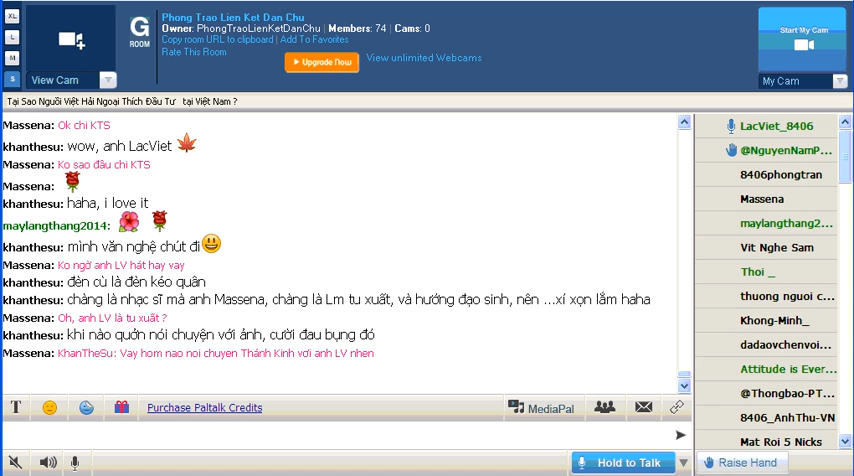 XL
L
M
S
View Cam
G
ROOM
Phong Trao Lien Ket Dan Chu
Owner: PhongTraoLienKetDanChu | Members: 74 | Cams: 0
Copy room URL to clipboard | Add To Favorites
Rate This Room
Upgrade Now
View unlimited Webcams
Start My Cam
My Cam
Tại Sao Người Việt Hải Ngoại Thích Đầu Tư tại Việt Nam ?
Massena: Ok chi KTS
khanthesu: wow, anh LacViet
Massena: Ko sao đâu chi KTS
Massena:
khanthesu: haha, i love it
maylangthang2014:
khanthesu: mình văn nghệ chút đi
Massena: Ko ngờ anh LV hát hay vay
khanthesu: đèn cù là đèn kéo quân
khanthesu: chàng là nhạc sĩ mà anh Massena, chàng là Lm tu xuất, và hướng đạo sinh, nên ...xí xọn lắm haha
Massena: Oh, anh LV là tu xuất ?
khanthesu: khi nào quởn nói chuyện với ảnh, cười đau bụng đó
Massena: KhanTheSu: Vay hom nao noi chuyen Thánh Kinh vơi anh LV nhen
LacViet_8406
@NguyenNamP...
8406phongtran
Massena
maylangthang2...
Vit Nghe Sam
Thoi _
thuong nguoi c...
Khong-Minh_
dadaovchenvoi...
Attitude is Ever...
@Thongbao-PT...
8406_AnhThu-VN
Mat Roi 5 Nicks
T
Purchase Paltalk Credits
MediaPal
Hold to Talk
Raise Hand